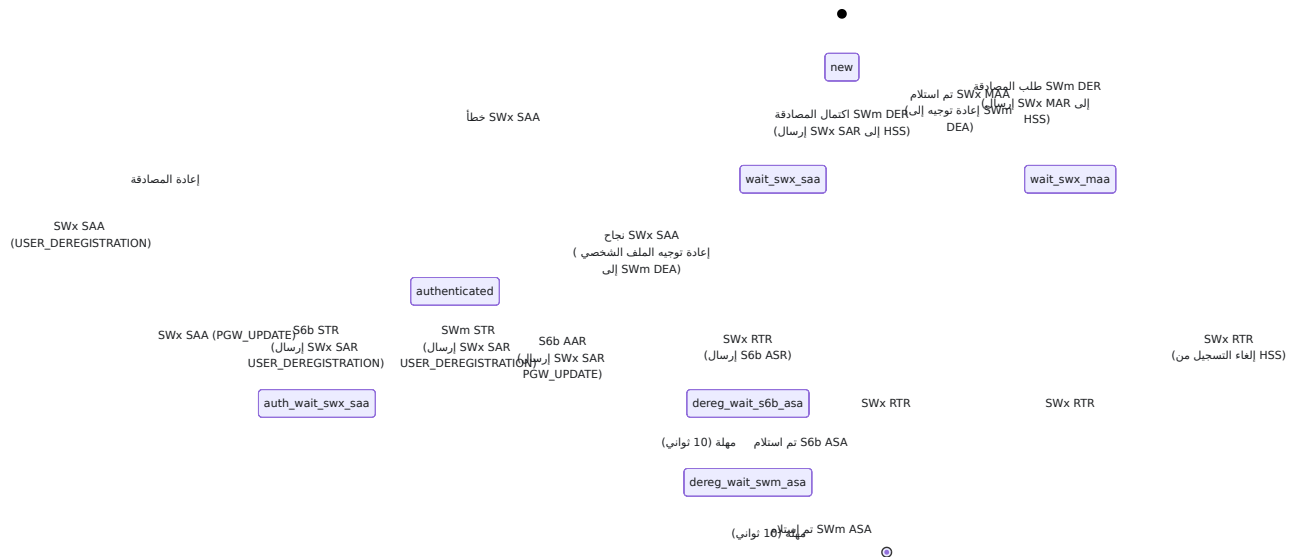 new
SWm DER طلب المصادقة
(إرسال SWx MAR إلى
HSS)
تم استلام SWx MAA
(إعادة توجيه إلى SWm
DEA)
SWm DER اكتمال المصادقة
(إرسال SWx SAR إلى HSS)
خطأ SWx SAA
wait_swx_saa
wait_swx_maa
إعادة المصادقة
SWx SAA
(USER_DEREGISTRATION)
نجاح SWx SAA
( إعادة توجيه الملف الشخصي
إلى SWm DEA)
authenticated
SWx SAA (PGW_UPDATE)
S6b STR
(إرسال SWx SAR
USER_DEREGISTRATION)
SWm STR
(إرسال SWx SAR
USER_DEREGISTRATION)
S6b AAR
(إرسال SWx SAR
PGW_UPDATE)
SWx RTR
(إرسال S6b ASR)
SWx RTR
(إلغاء التسجيل من HSS)
auth_wait_swx_saa
dereg_wait_s6b_asa
SWx RTR
SWx RTR
مهلة (10 ثواني)
تم استلام S6b ASA
dereg_wait_swm_asa
تم استلام SWm ASA
مهلة (10 ثواني)